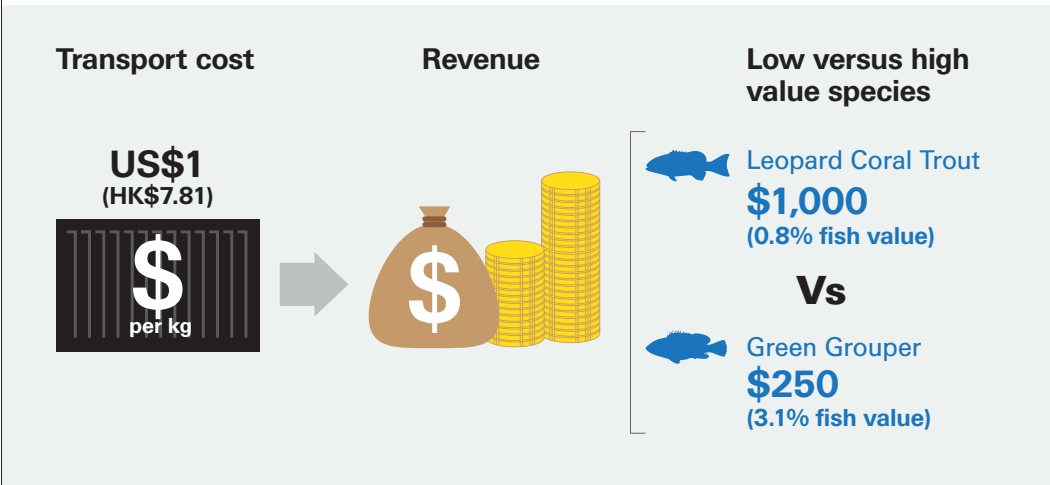 Transport cost
US$1
(HK$7.81)
$
per kg
Revenue
$
Low versus high
value species
Leopard Coral Trout
$1,000
(0.8% fish value)
Vs
Green Grouper
$250
(3.1% fish value)